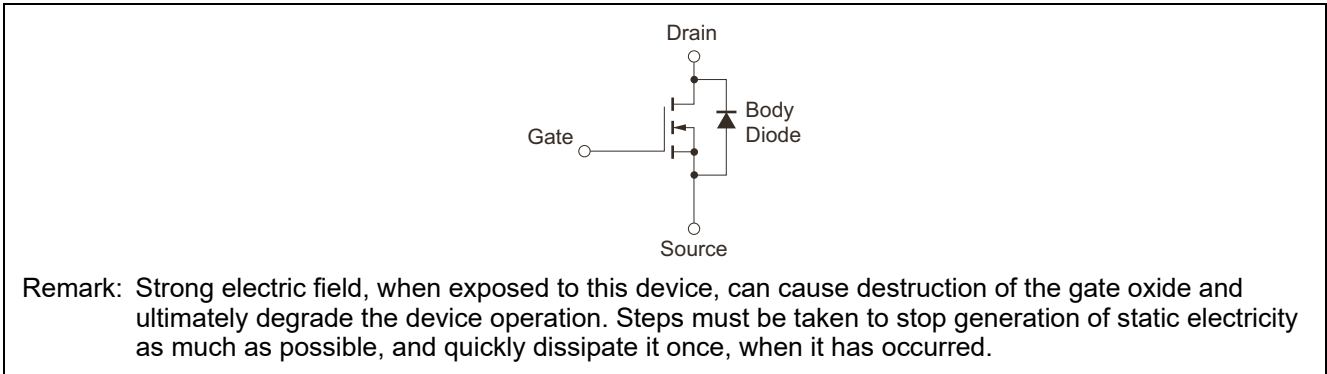 Drain
Body
Diode
Gate
Source
Remark: Strong electric field, when exposed to this device, can cause destruction of the gate oxide and
ultimately degrade the device operation. Steps must be taken to stop generation of static electricity
as much as possible, and quickly dissipate it once, when it has occurred.